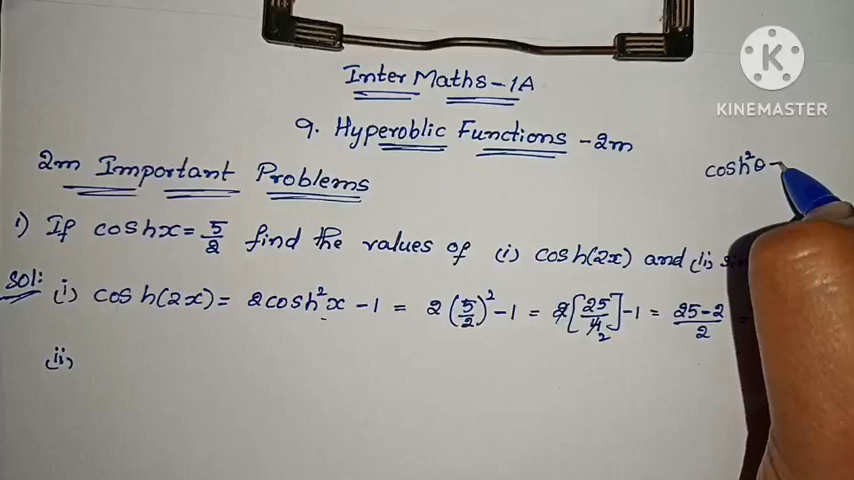 KINEMASTER
Inter Maths-1A
9. Hyperoblic Functions - 2m
2m Important Problems
cosh²θ -
1) If coshx = 5/2 find the values of (i) cosh(2x) and (ii)
Sol: (i) cosh(2x) = 2cosh²x - 1 = 2(5/2)² - 1 = 2[25/4 2] - 1 = 25-2/2 =
(ii)